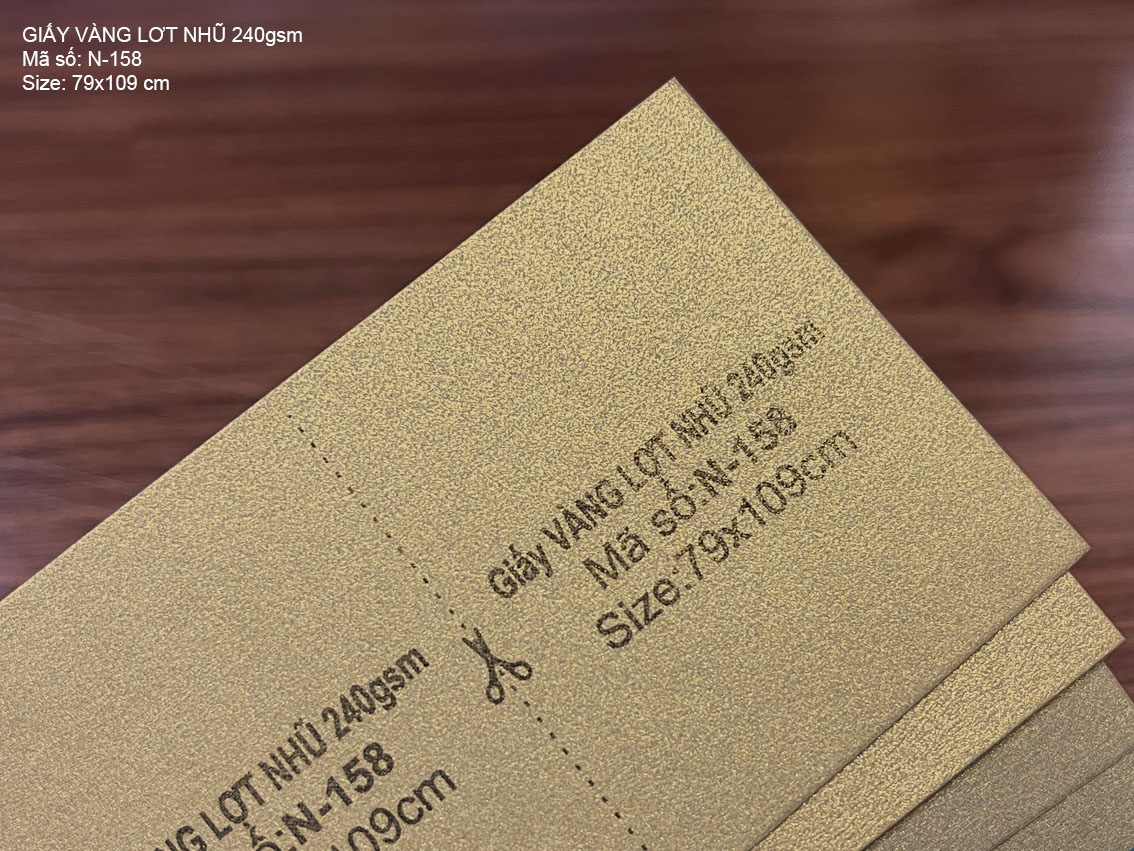 GIẤY VÀNG LƠT NHŨ 240gsm
Mã số: N-158
Size: 79x109 cm
Giấy VÀNG LỢT NHŨ 240gsm
Mã số:N-158
Size:79x109cm
LỢT NHŨ 240gsm
N-158
109cm